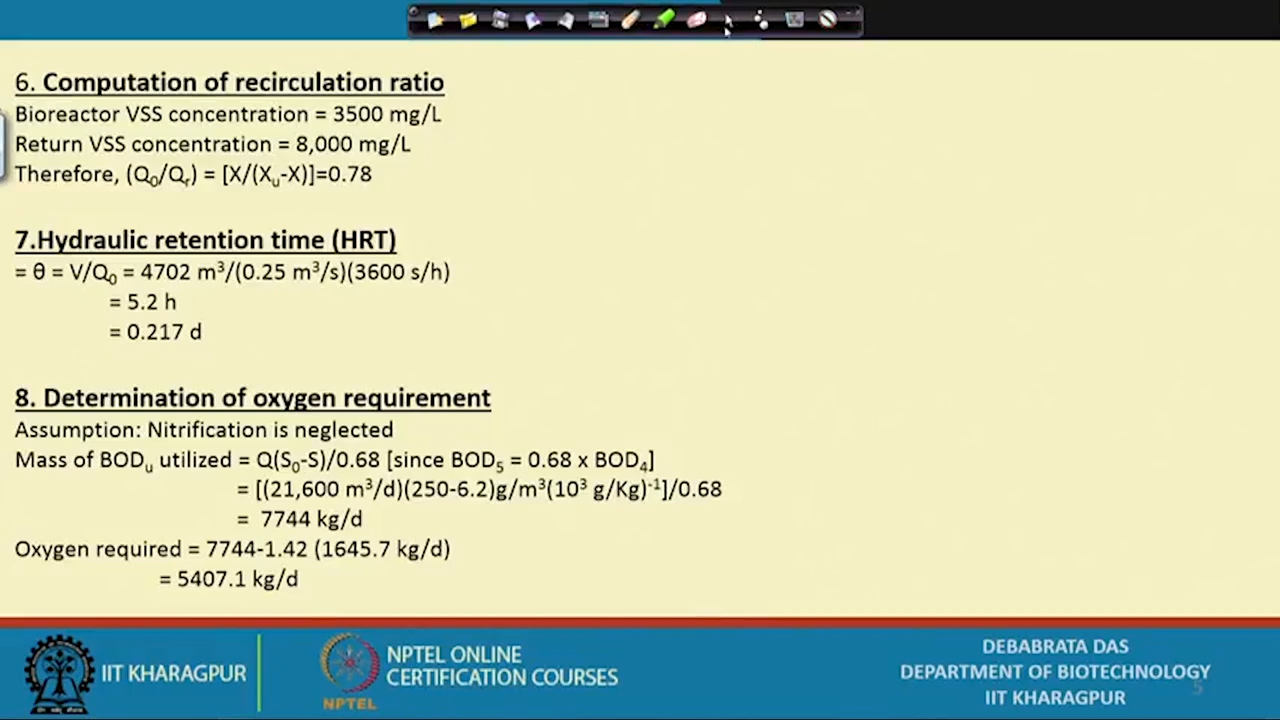 6. Computation of recirculation ratio
Bioreactor VSS concentration = 3500 mg/L
Return VSS concentration = 8,000 mg/L
Therefore, (Q₀/Qᵣ) = [X/(Xᵤ-X)]=0.78
7.Hydraulic retention time (HRT)
= θ = V/Q₀ = 4702 m³/(0.25 m³/s)(3600 s/h)
= 5.2 h
= 0.217 d
8. Determination of oxygen requirement
Assumption: Nitrification is neglected
Mass of BODᵤ utilized = Q(S₀-S)/0.68 [since BOD₅ = 0.68 x BOD₄]
= [(21,600 m³/d)(250-6.2)g/m³(10³ g/Kg)⁻¹]/0.68
= 7744 kg/d
Oxygen required = 7744-1.42 (1645.7 kg/d)
= 5407.1 kg/d
IIT KHARAGPUR
NPTEL
NPTEL ONLINE
CERTIFICATION COURSES
DEBABRATA DAS
DEPARTMENT OF BIOTECHNOLOGY
IIT KHARAGPUR
5